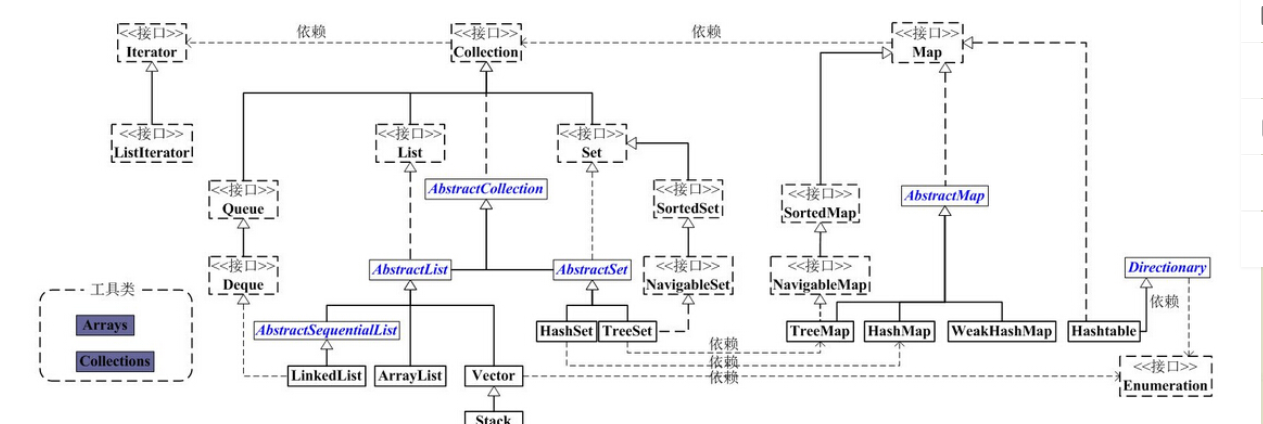 <<接口>>
Iterator
依赖
<<接口>>
Collection
依赖
<<接口>>
Map
<<接口>>
ListIterator
<<接口>>
List
<<接口>>
Set
<<接口>>
Queue
AbstractCollection
<<接口>>
SortedSet
<<接口>>
SortedMap
AbstractMap
<<接口>>
Deque
AbstractList
AbstractSet
<<接口>>
NavigableSet
<<接口>>
NavigableMap
Directionary
依赖
工具类
Arrays
Collections
AbstractSequentialList
HashSet
TreeSet
TreeMap
HashMap
WeakHashMap
Hashtable
依赖
依赖
依赖
LinkedList
ArrayList
Vector
<<接口>>
Enumeration
Stack